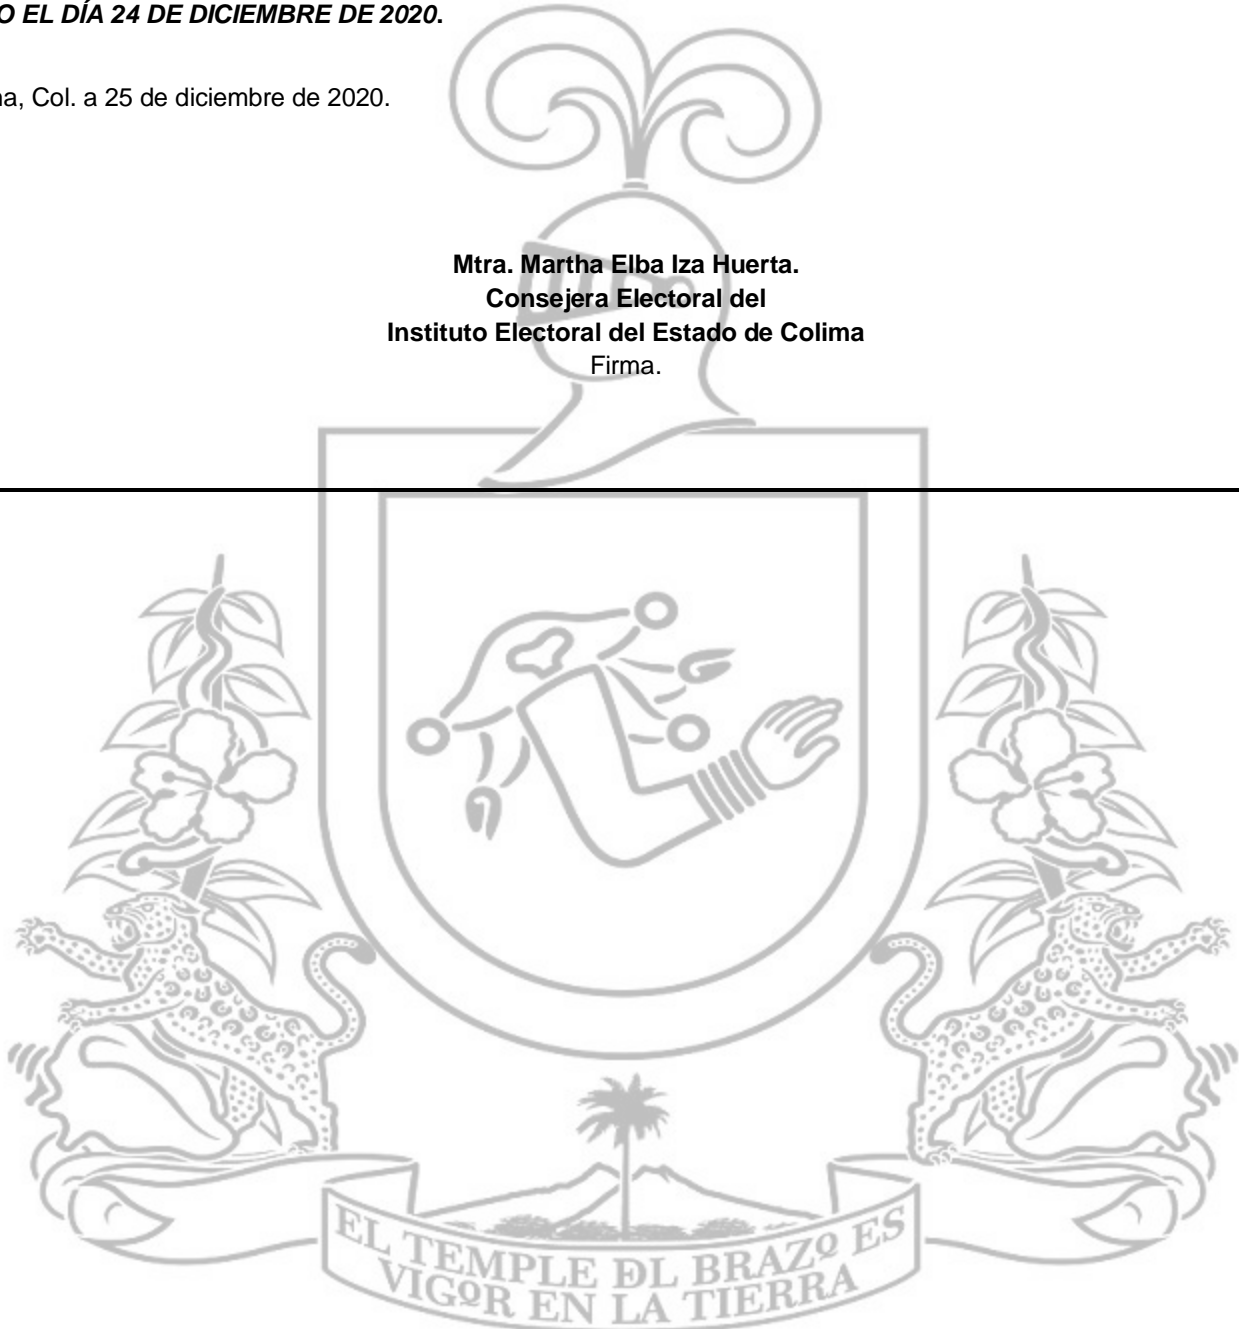 O EL DÍA 24 DE DICIEMBRE DE 2020.
na, Col. a 25 de diciembre de 2020.
Mtra. Martha Elba Iza Huerta.
Consejera Electoral del
Instituto Electoral del Estado de Colima
Firma.
EL TEMPLE DL BRAZO ES
VIGOR EN LA TIERRA